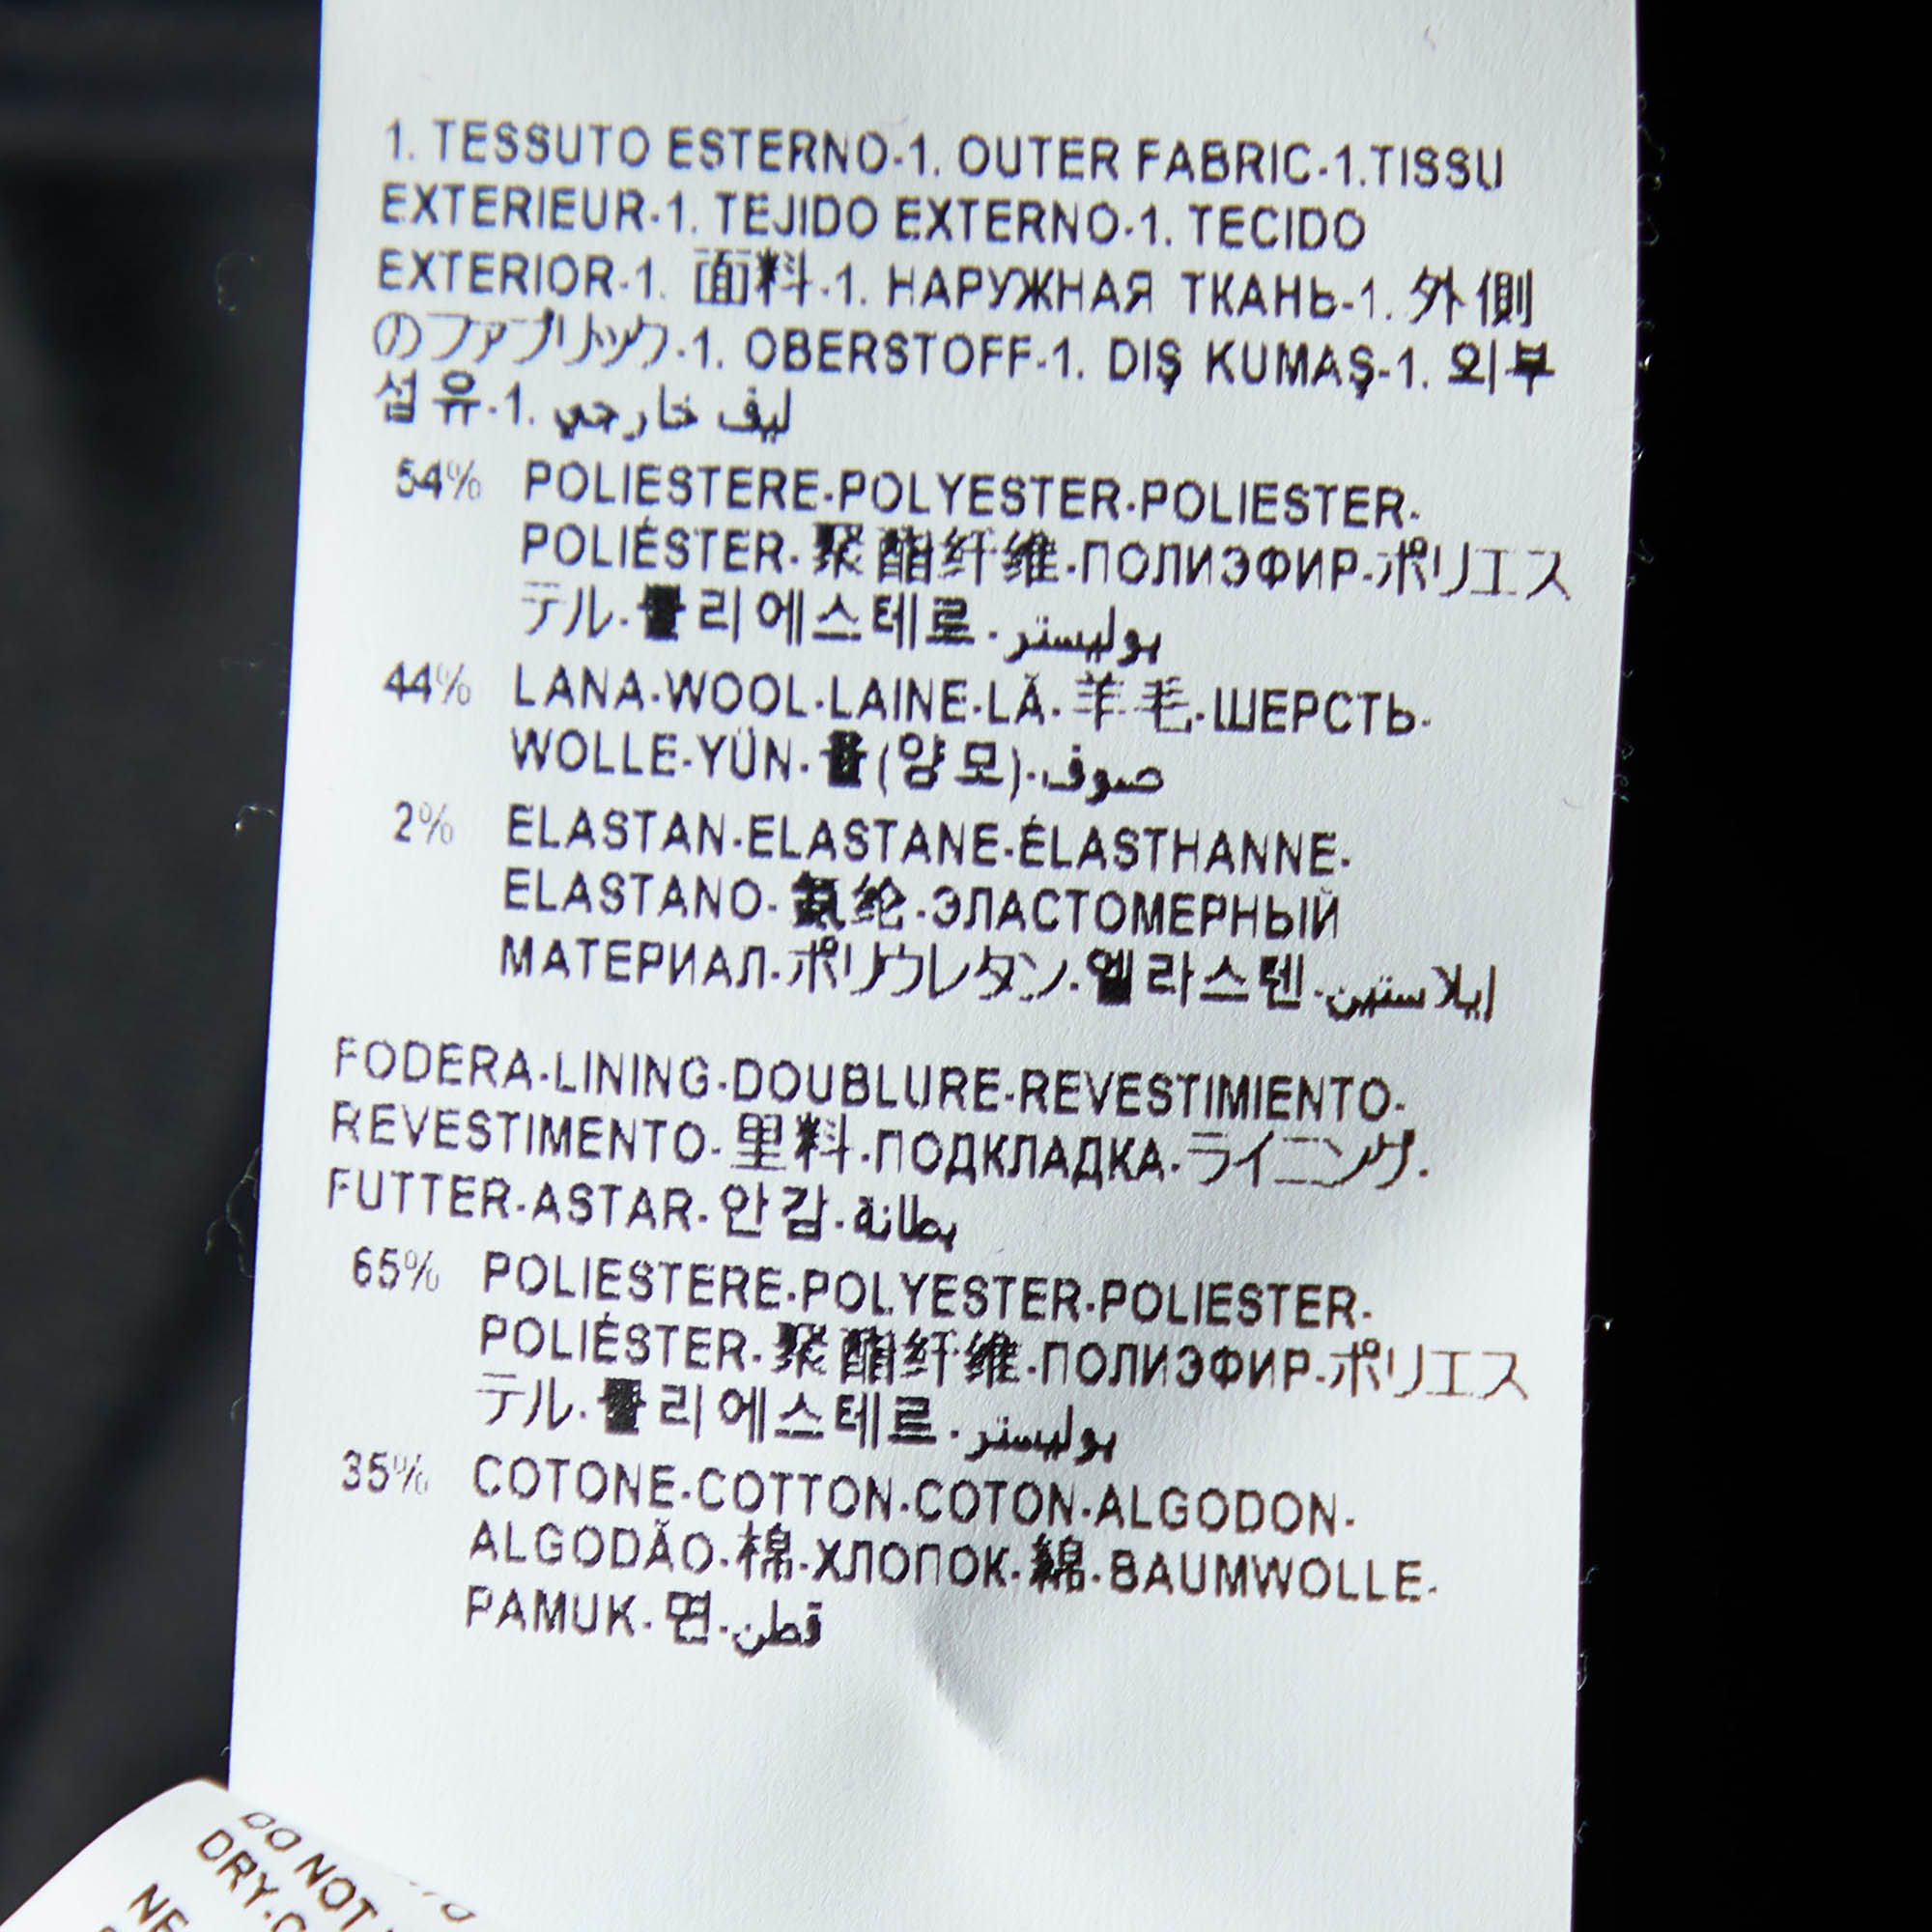 1. TESSUTO ESTERNO-1. OUTER FABRIC-1.TISSU
EXTERIEUR-1. TEJIDO EXTERNO-1. TECIDO
EXTERIOR-1. 面料-1. НАРУЖНАЯ ТКАНЬ-1. 外側
のファブリック-1. OBERSTOFF-1. DIŞ KUMAŞ-1. 외부
섬유-1. ليف خارجي
54% POLIESTERE-POLYESTER-POLIESTER-
POLIÉSTER-聚酯纤维-ПОЛИЭФИР-ポリエス
テル-폴리에스테르-بوليستر
44% LANA-WOOL-LAINE-LÃ-羊毛-ШЕРСТЬ-
WOLLE-YÜN-울(양모)-صوف
2% ELASTAN-ELASTANE-ÉLASTHANNE-
ELASTANO-氨纶-ЭЛАСТОМЕРНЫЙ
МАТЕРИАЛ-ポリウレタン-엘라스텐-إيلاستين
FODERA-LINING-DOUBLURE-REVESTIMIENTO-
REVESTIMENTO-里料-ПОДКЛАДКА-ライニング-
FUTTER-ASTAR-안감-بطانة
65% POLIESTERE-POLYESTER-POLIESTER-
POLIÉSTER-聚酯纤维-ПОЛИЭФИР-ポリエス
テル-폴리에스테르-بوليستر
35% COTONE-COTTON-COTON-ALGODON-
ALGODÃO-棉-ХЛОПОК-綿-BAUMWOLLE-
PAMUK-면-قطن
DO NOT
DRY-C
NE